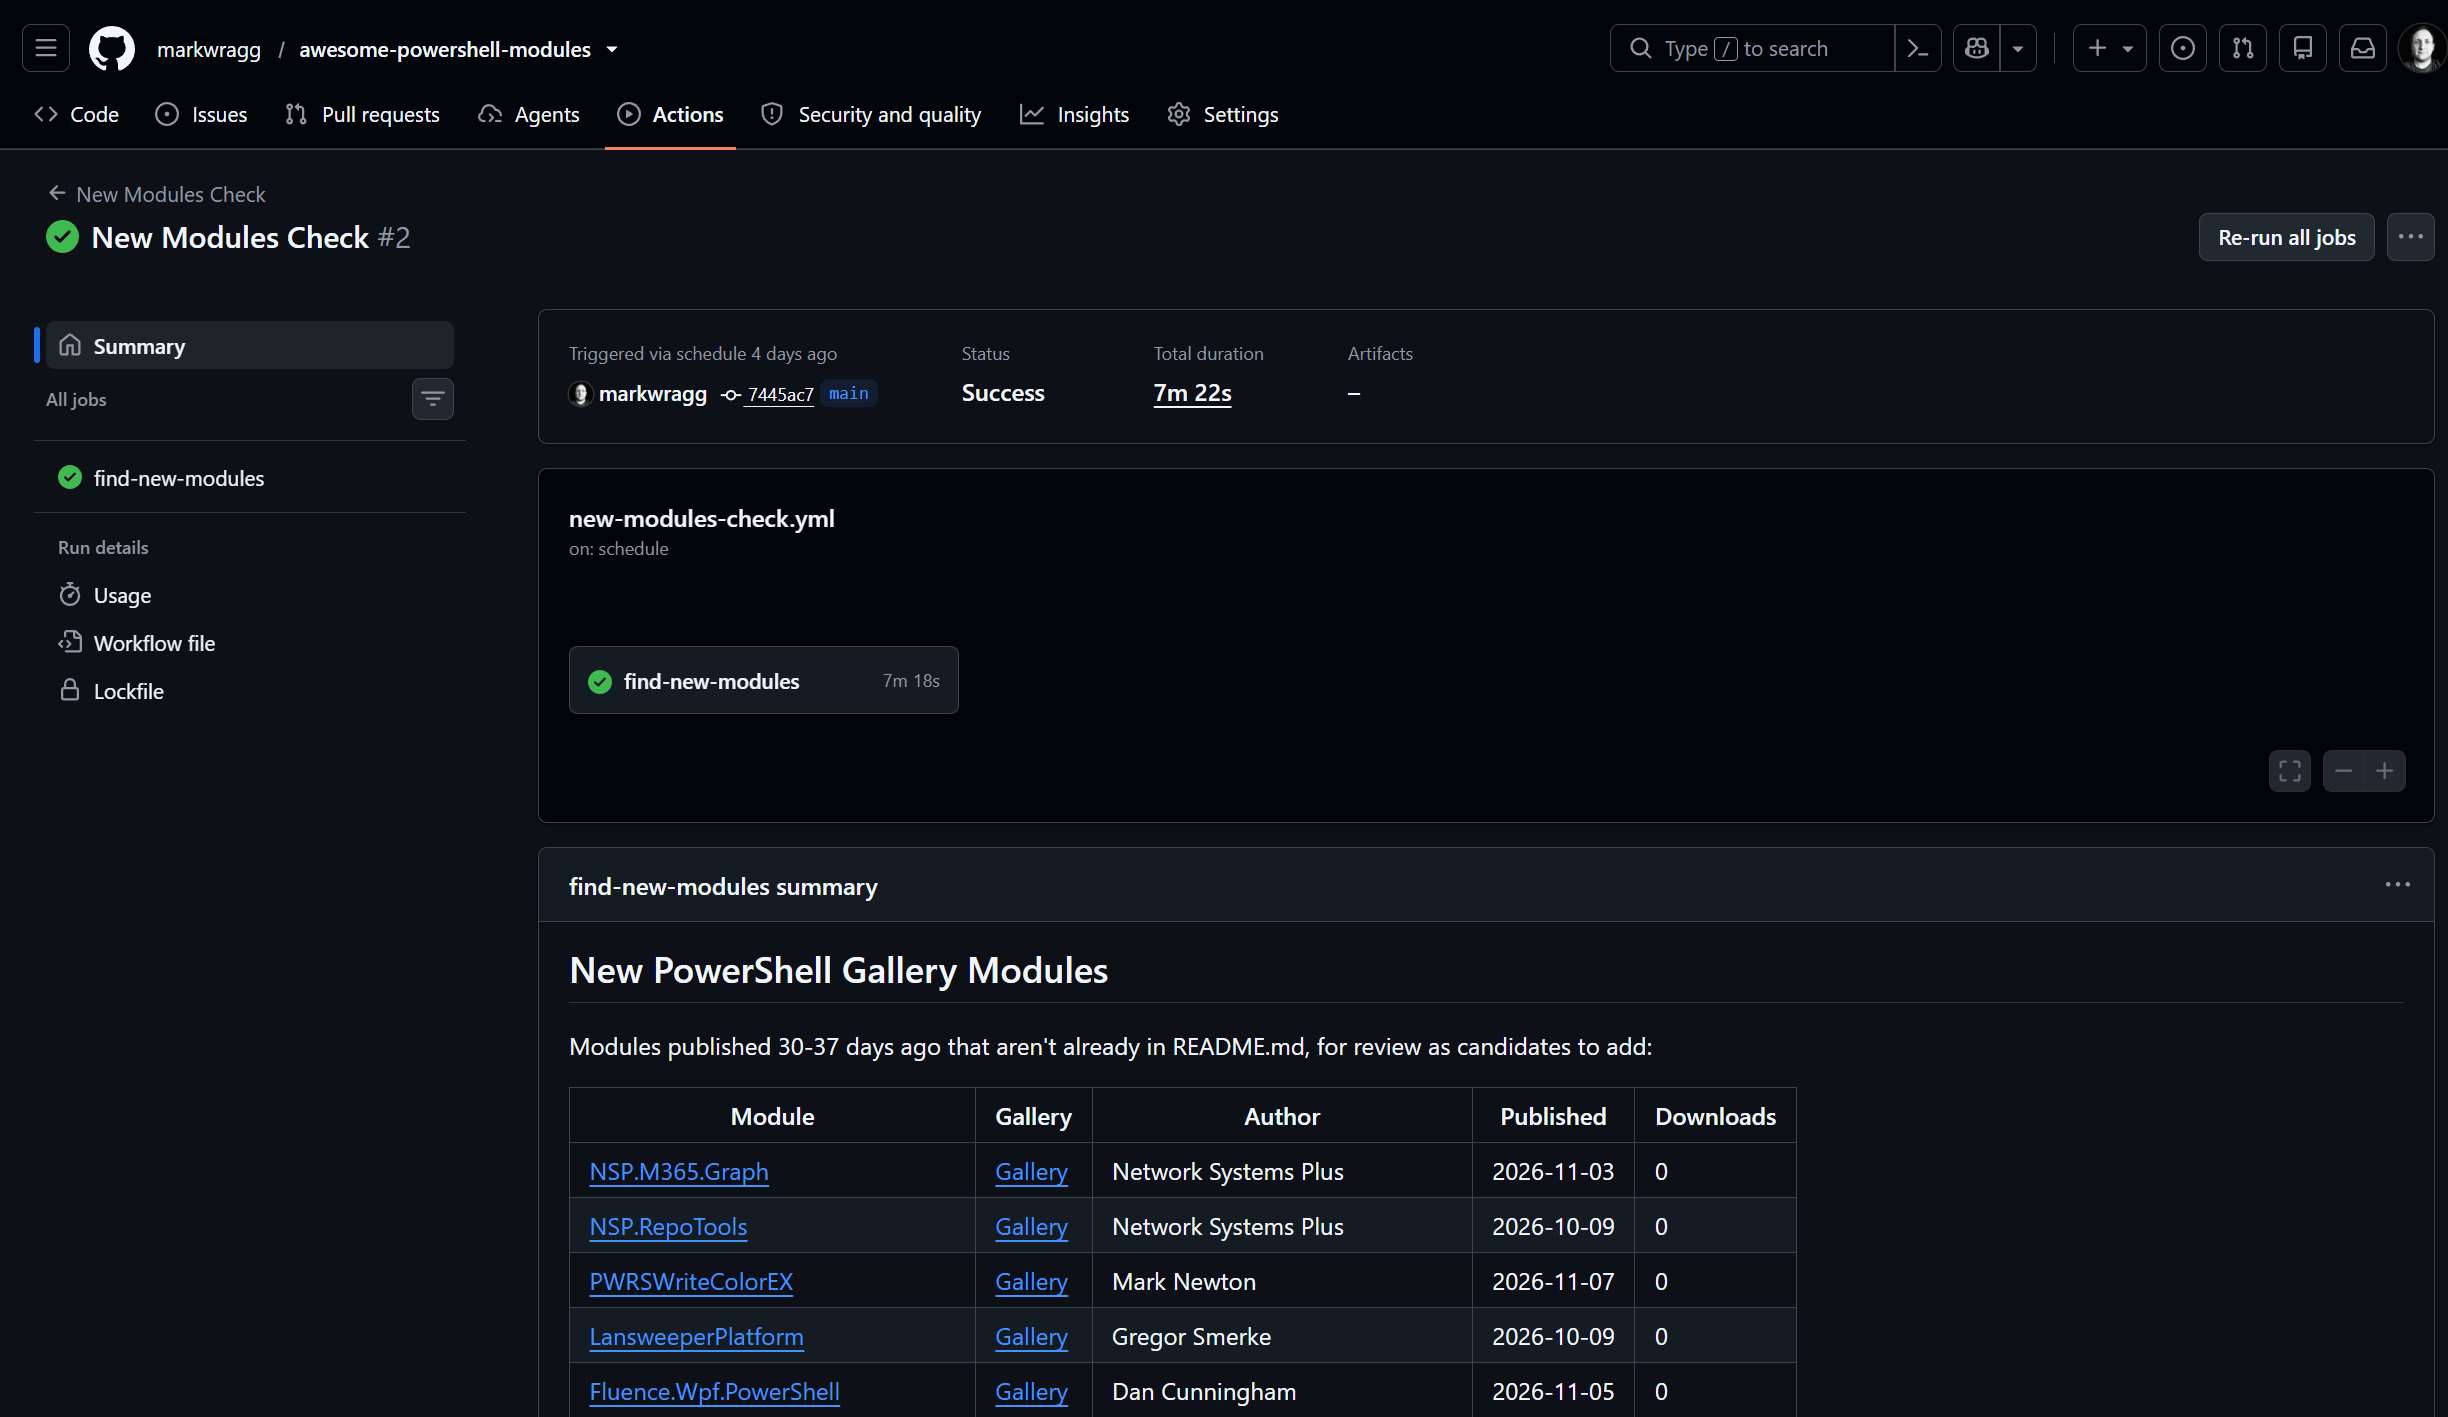 markwragg / awesome-powershell-modules
Type / to search
Code Issues Pull requests Agents Actions Security and quality Insights Settings
New Modules Check
New Modules Check #2
Re-run all jobs
Summary
All jobs
find-new-modules
Run details
Usage
Workflow file
Lockfile
Triggered via schedule 4 days ago Status Total duration Artifacts
markwragg 7445ac7 main Success 7m 22s –
new-modules-check.yml
on: schedule
find-new-modules 7m 18s
find-new-modules summary
New PowerShell Gallery Modules
Modules published 30-37 days ago that aren't already in README.md, for review as candidates to add:
Module Gallery Author Published Downloads
NSP.M365.Graph Gallery Network Systems Plus 2026-11-03 0
NSP.RepoTools Gallery Network Systems Plus 2026-10-09 0
PWRSWriteColorEX Gallery Mark Newton 2026-11-07 0
LansweeperPlatform Gallery Gregor Smerke 2026-10-09 0
Fluence.Wpf.PowerShell Gallery Dan Cunningham 2026-11-05 0